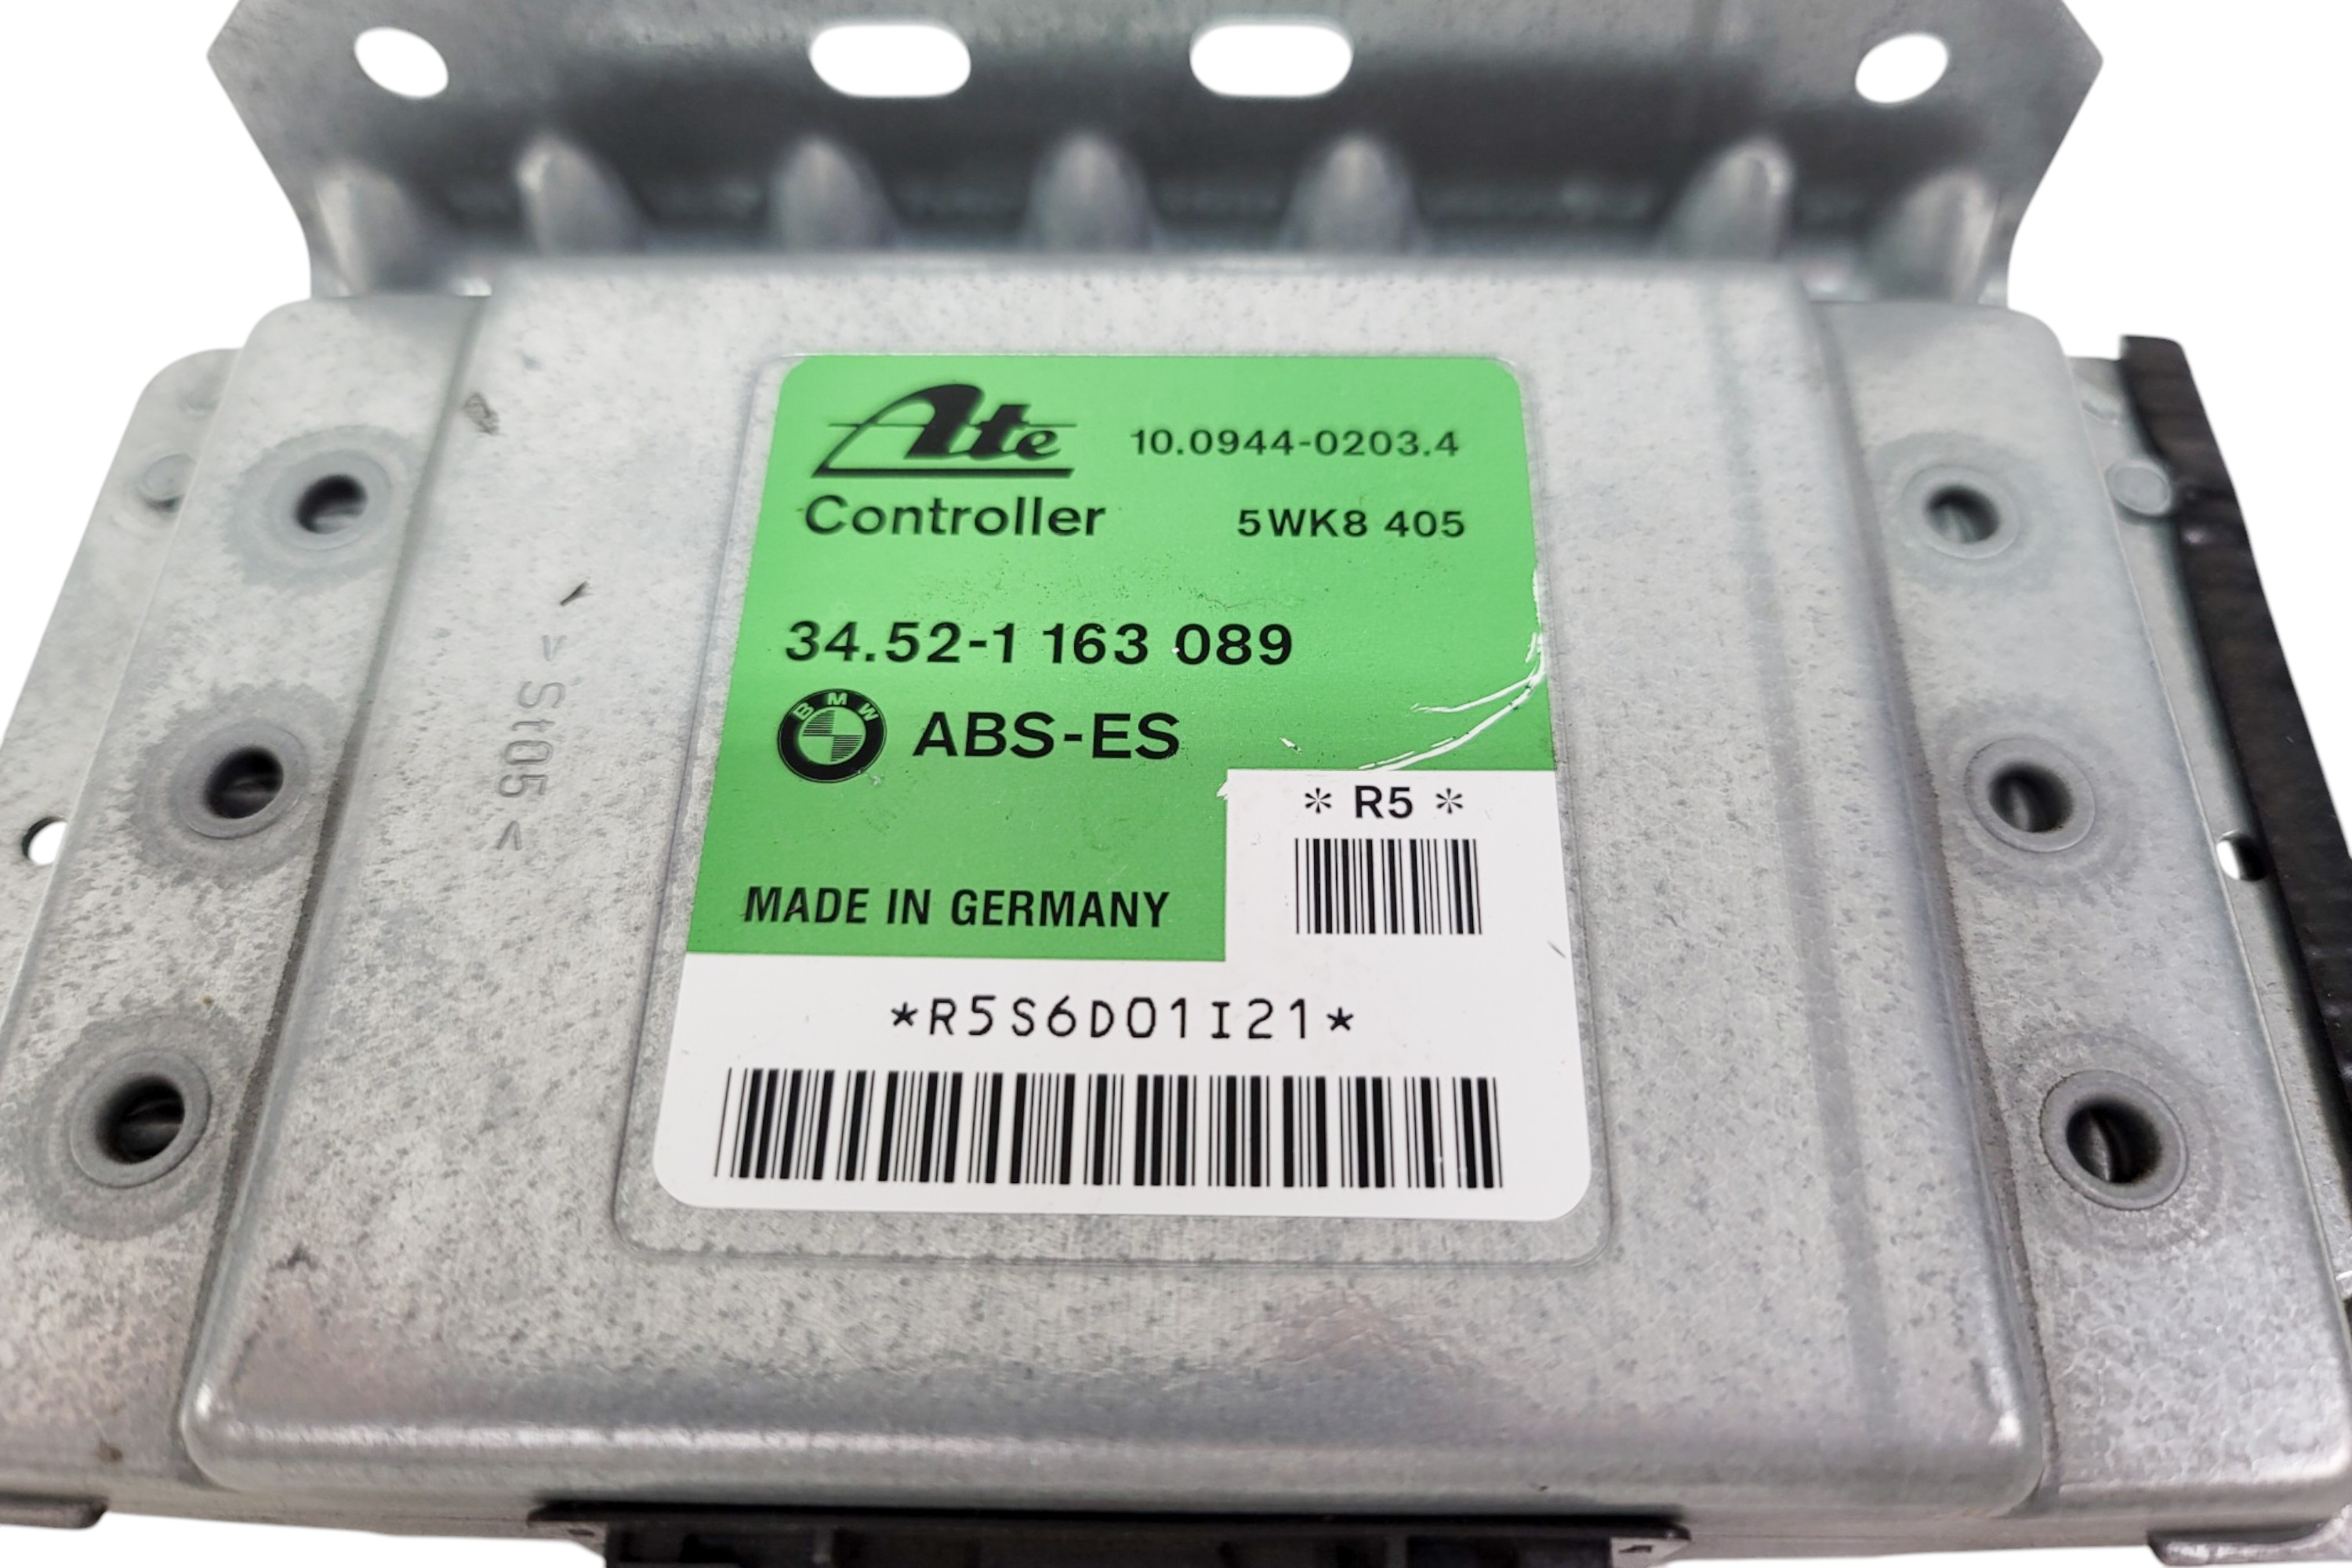 Ate 10.0944-0203.4
Controller 5WK8 405
34.52-1 163 089
BMW ABS-ES
* R5 *
MADE IN GERMANY
*R5S6D01I21*
>St05<